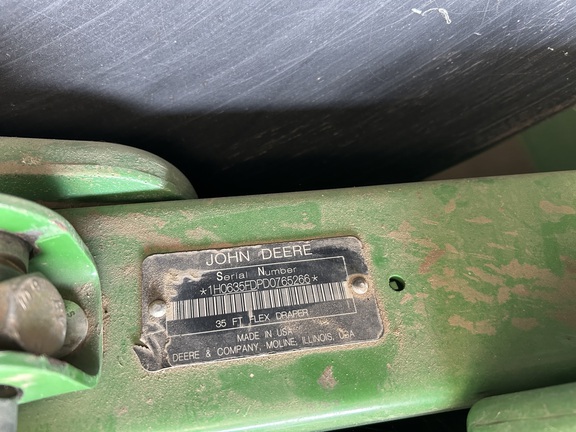 JOHN DEERE
Serial Number
*1H0635FDPD0765266*
35 FT FLEX DRAPER
MADE IN USA
DEERE & COMPANY, MOLINE, ILLINOIS, USA